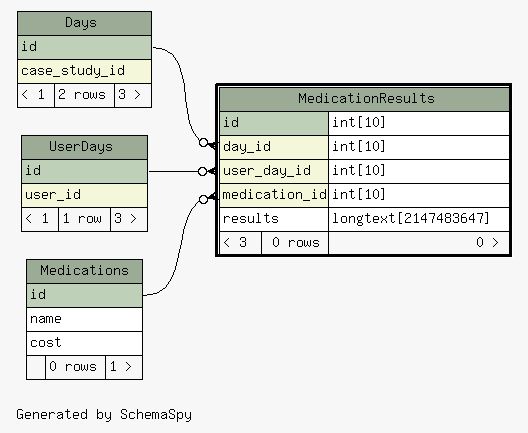 Days
id
case_study_id
< 1 2 rows 3 >
UserDays
id
user_id
< 1 1 row 3 >
Medications
id
name
cost
0 rows 1 >
MedicationResults
id int[10]
day_id int[10]
user_day_id int[10]
medication_id int[10]
results longtext[2147483647]
< 3 0 rows 0 >
Generated by SchemaSpy